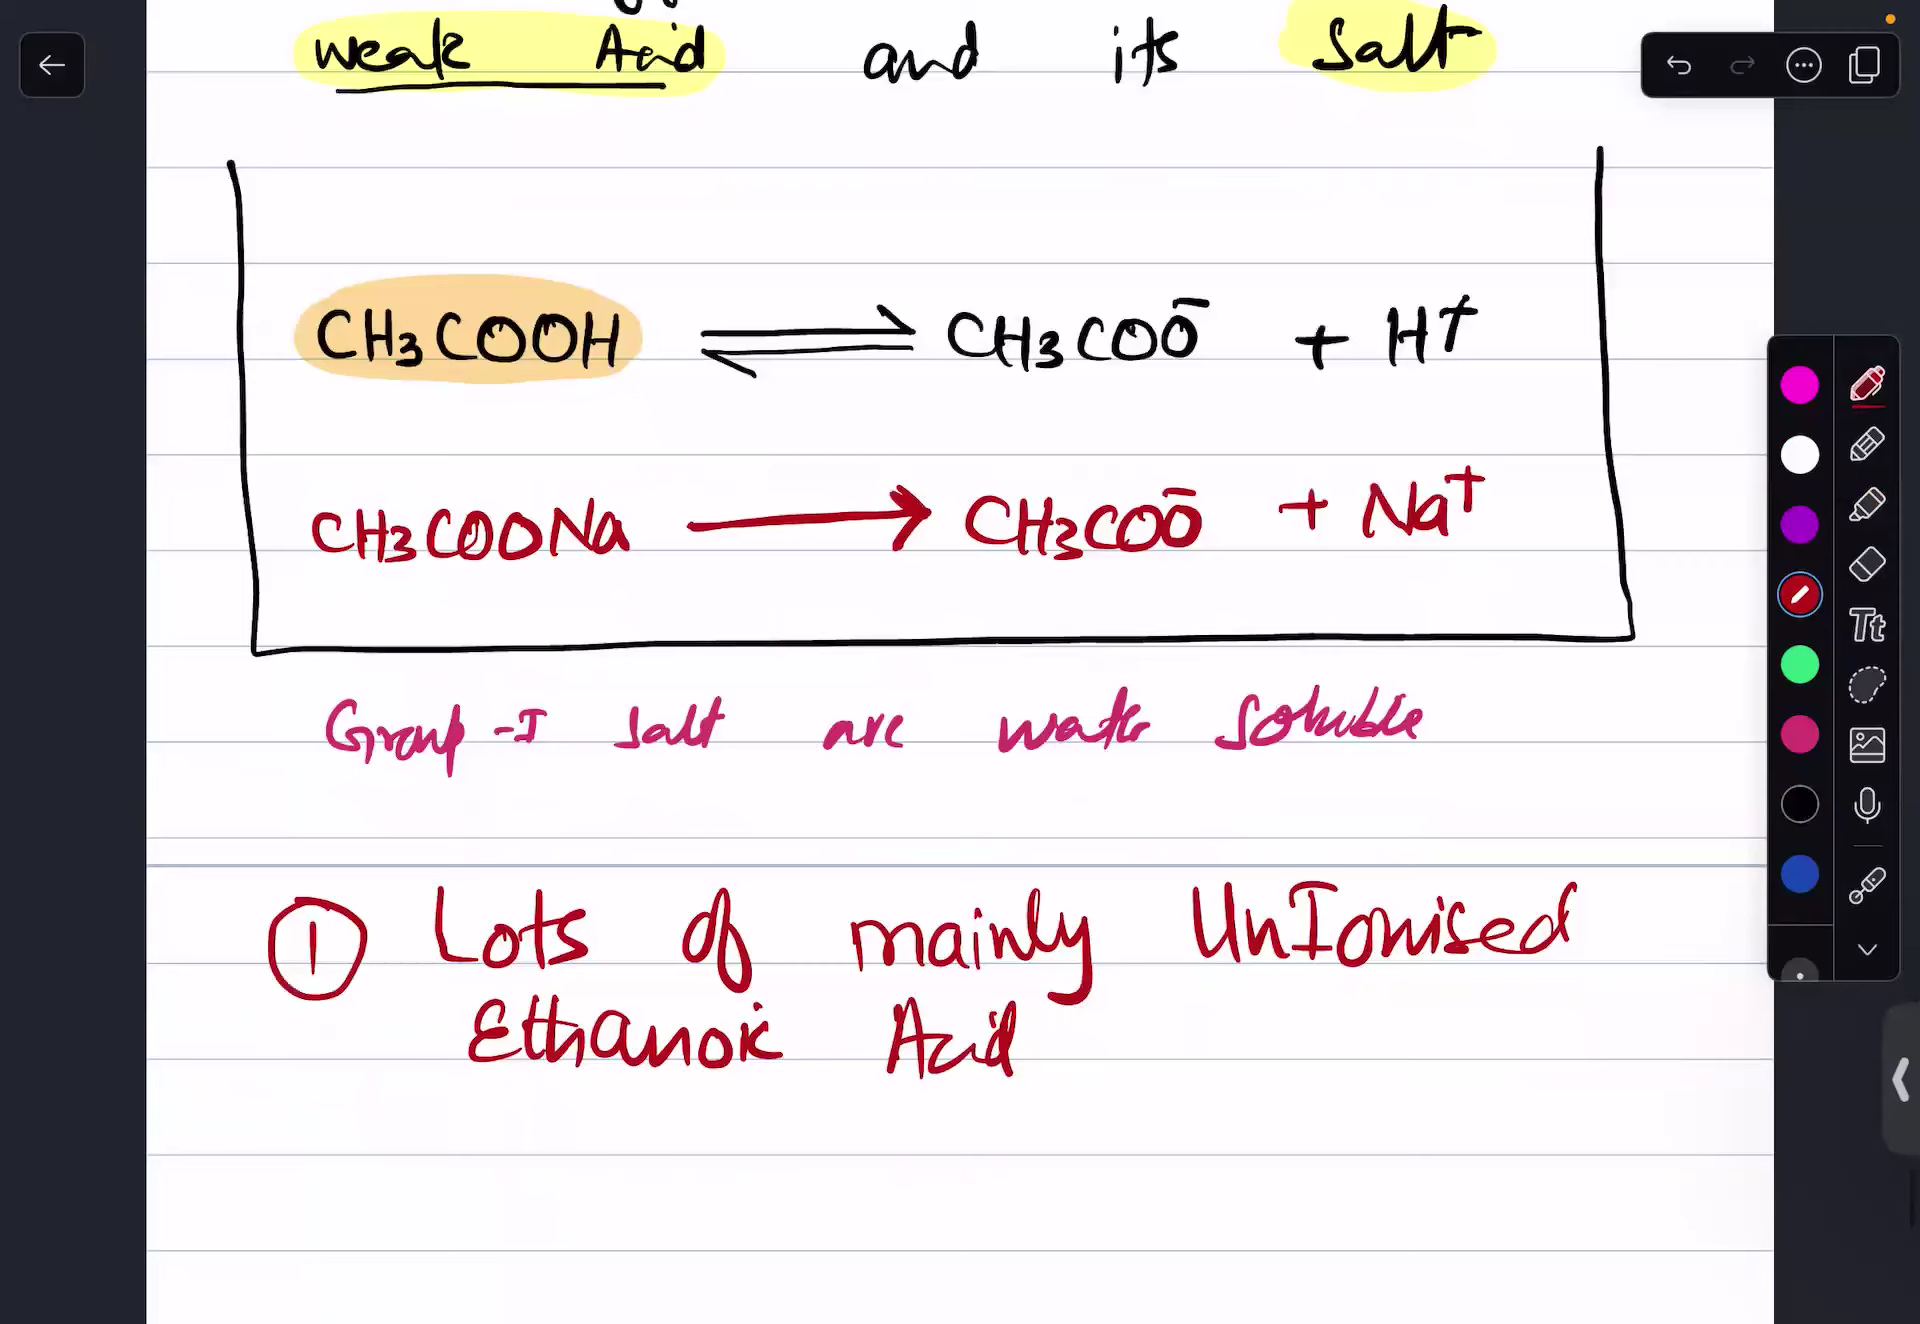 weak Acid and its Salt
CH3COOH ⇌ CH3COO⁻ + H⁺
CH3COONa ⟶ CH3COO⁻ + Na⁺
Group-I salt are water soluble
① Lots of mainly UnIonised
Ethanoic Acid
Tt